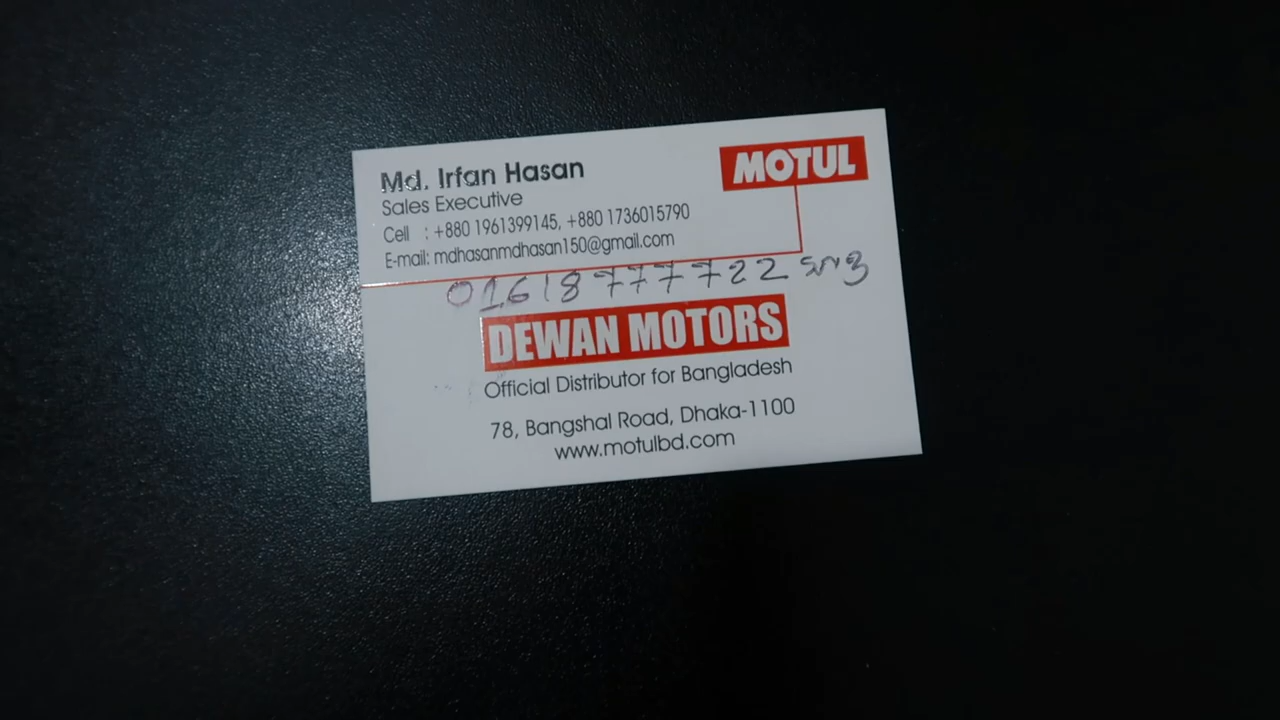 Md. Irfan Hasan
MOTUL
Sales Executive
Cell : +880 1961399145, +880 1736015790
E-mail: mdhasanmdhasan150@gmail.com
01618777722
DEWAN MOTORS
Official Distributor for Bangladesh
78, Bangshal Road, Dhaka-1100
www.motulbd.com